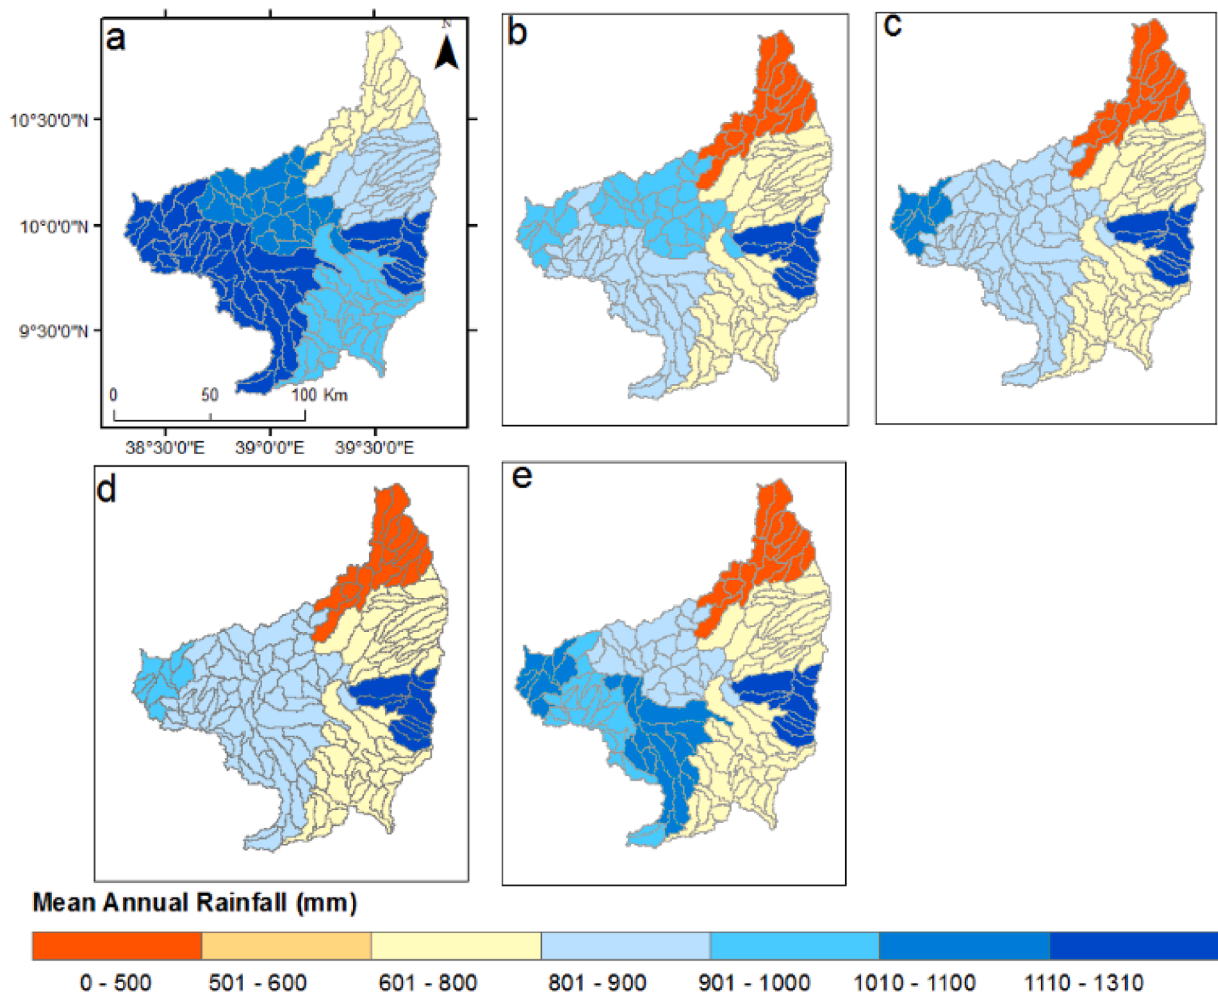 a
N
b
c
10°30'0"N
10°0'0"N
9°30'0"N
0 50 100 Km
38°30'0"E 39°0'0"E 39°30'0"E
d
e
Mean Annual Rainfall (mm)
0 - 500 501 - 600 601 - 800 801 - 900 901 - 1000 1010 - 1100 1110 - 1310